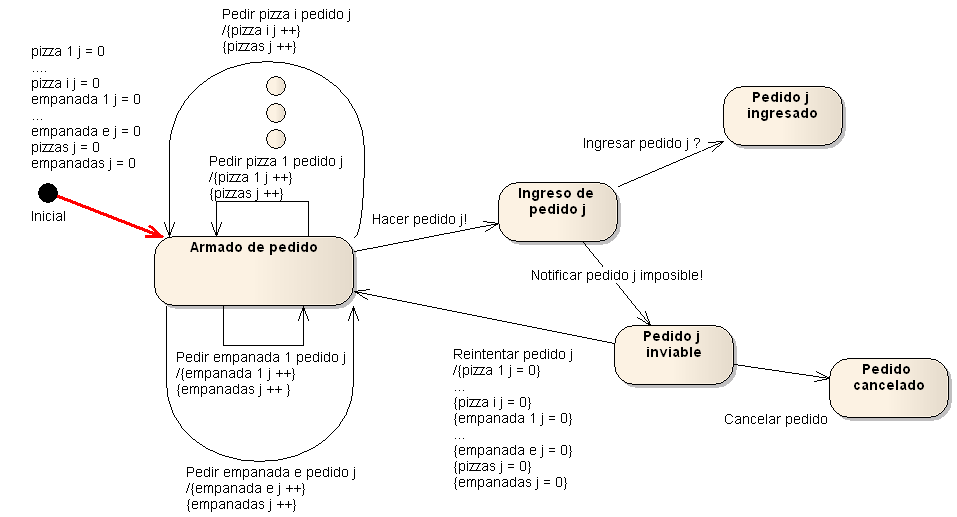 Pedir pizza i pedido j
/{pizza i j ++}
{pizzas j ++}
pizza 1 j = 0
....
pizza i j = 0
empanada 1 j = 0
...
empanada e j = 0
pizzas j = 0
empanadas j = 0
Inicial
Pedir pizza 1 pedido j
/{pizza 1 j ++}
{pizzas j ++}
Armado de pedido
Pedir empanada 1 pedido j
/{empanada 1 j ++}
{empanadas j ++ }
Pedir empanada e pedido j
/{empanada e j ++}
{empanadas j ++}
Hacer pedido j!
Ingreso de
pedido j
Ingresar pedido j ?
Pedido j
ingresado
Notificar pedido j imposible!
Pedido j
inviable
Reintentar pedido j
/{pizza 1 j = 0}
...
{pizza i j = 0}
{empanada 1 j = 0}
...
{empanada e j = 0}
{pizzas j = 0}
{empanadas j = 0}
Cancelar pedido
Pedido
cancelado